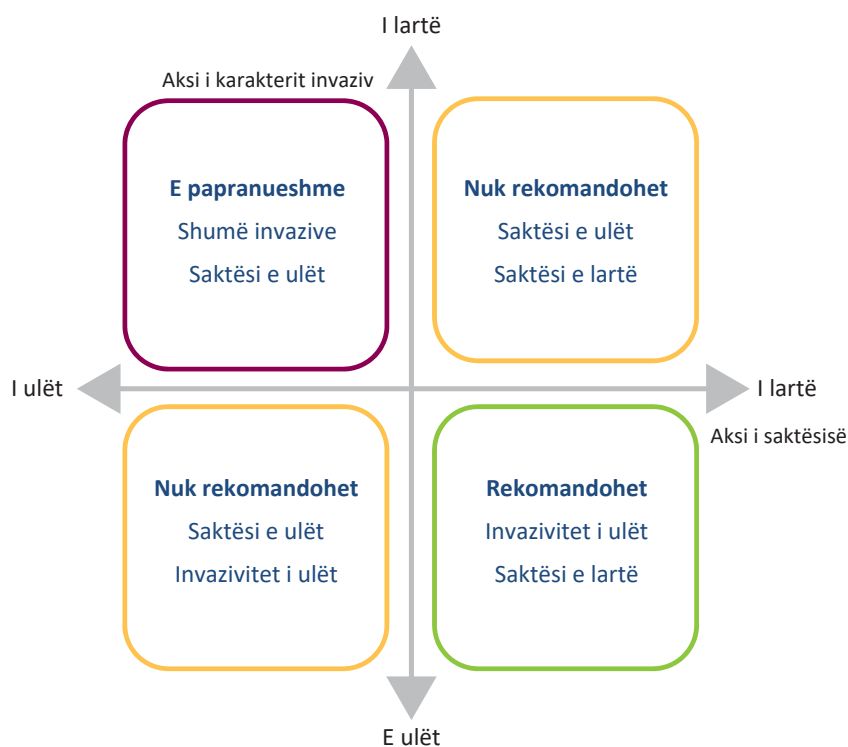 I lartë
Aksi i karakterit invaziv
E papranueshme
Shumë invazive
Saktësi e ulët
Nuk rekomandohet
Saktësi e ulët
Saktësi e lartë
I ulët
I lartë
Aksi i saktësisë
Nuk rekomandohet
Saktësi e ulët
Invazivitet i ulët
Rekomandohet
Invazivitet i ulët
Saktësi e lartë
E ulët